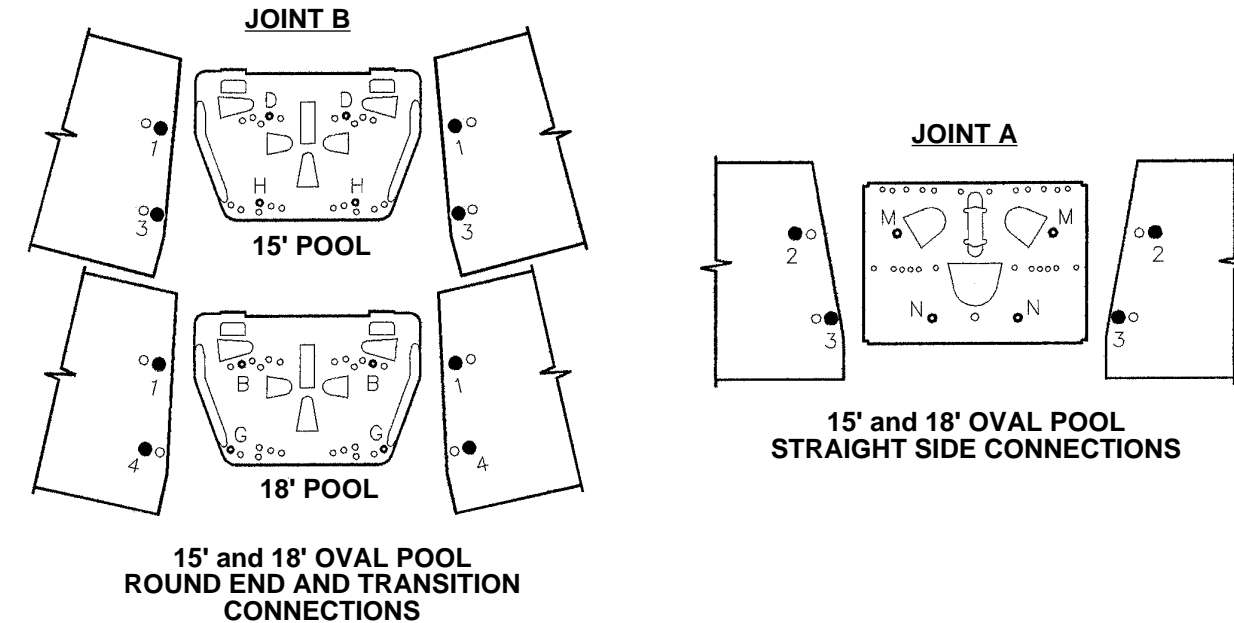 JOINT B
D D
1 1
H H
3 3
15' POOL
1 B B 1
G G
4 4
18' POOL
15' and 18' OVAL POOL
ROUND END AND TRANSITION
CONNECTIONS
JOINT A
M M
2 2
N N
3 3
15' and 18' OVAL POOL
STRAIGHT SIDE CONNECTIONS